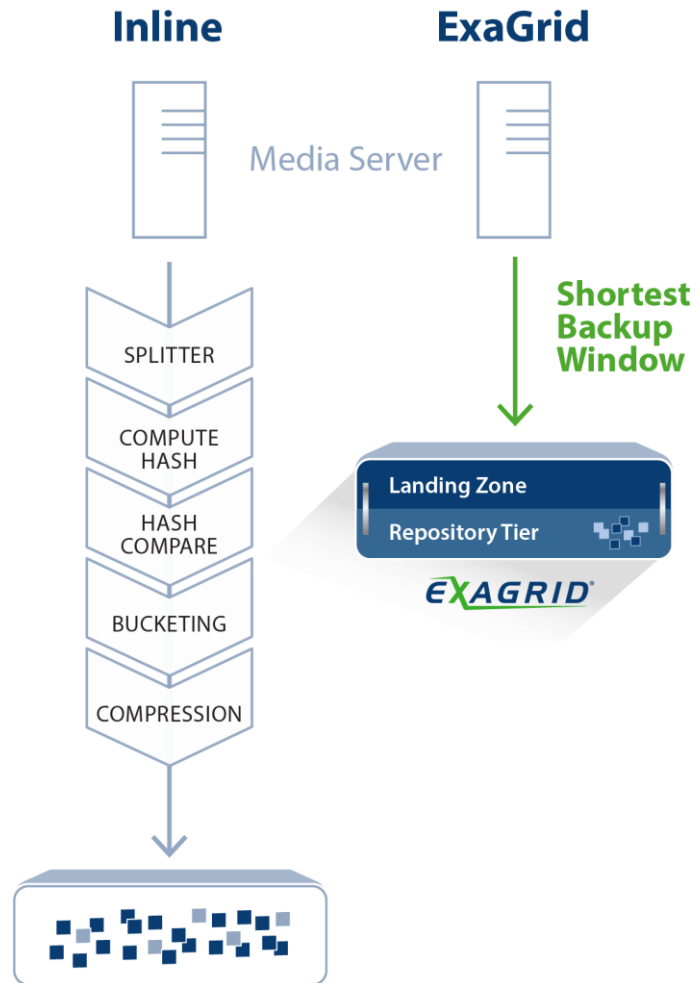 Inline
ExaGrid
Media Server
Shortest
Backup
Window
SPLITTER
COMPUTE
HASH
HASH
COMPARE
BUCKETING
COMPRESSION
Landing Zone
Repository Tier
EXAGRID®